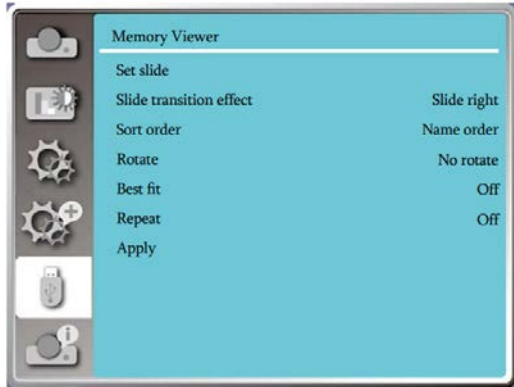 Memory Viewer
Set slide
Slide transition effect Slide right
Sort order Name order
Rotate No rotate
Best fit Off
Repeat Off
Apply